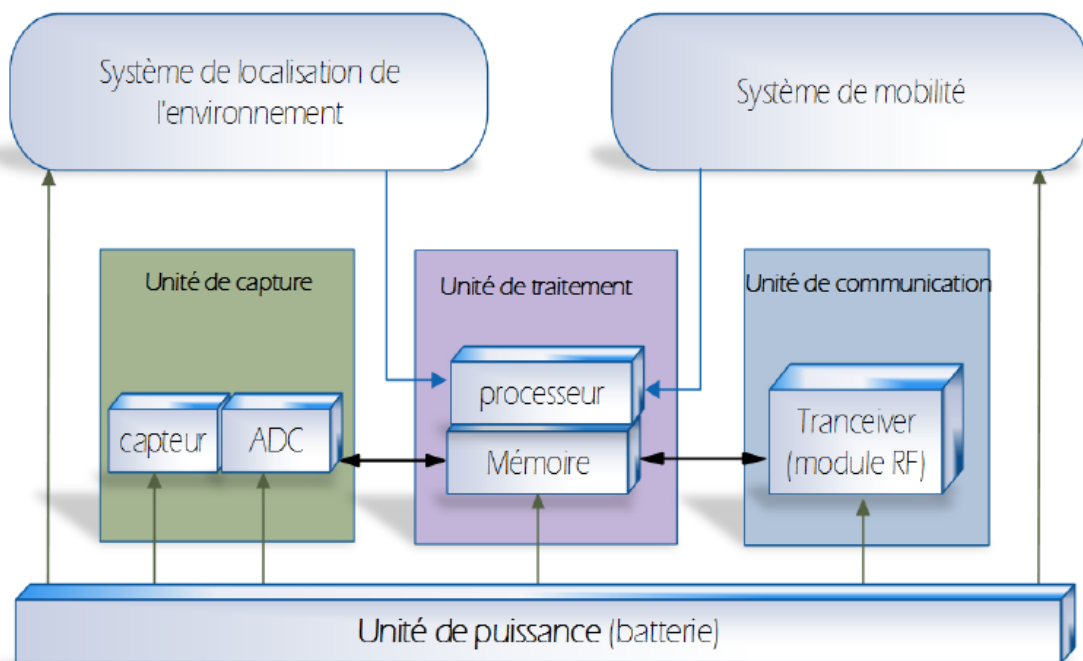 Système de localisation de
l'environnement
Système de mobilité
Unité de capture
Unité de traitement
Unité de communication
processeur
capteur
ADC
Mémoire
Tranceiver
(module RF)
Unité de puissance (batterie)